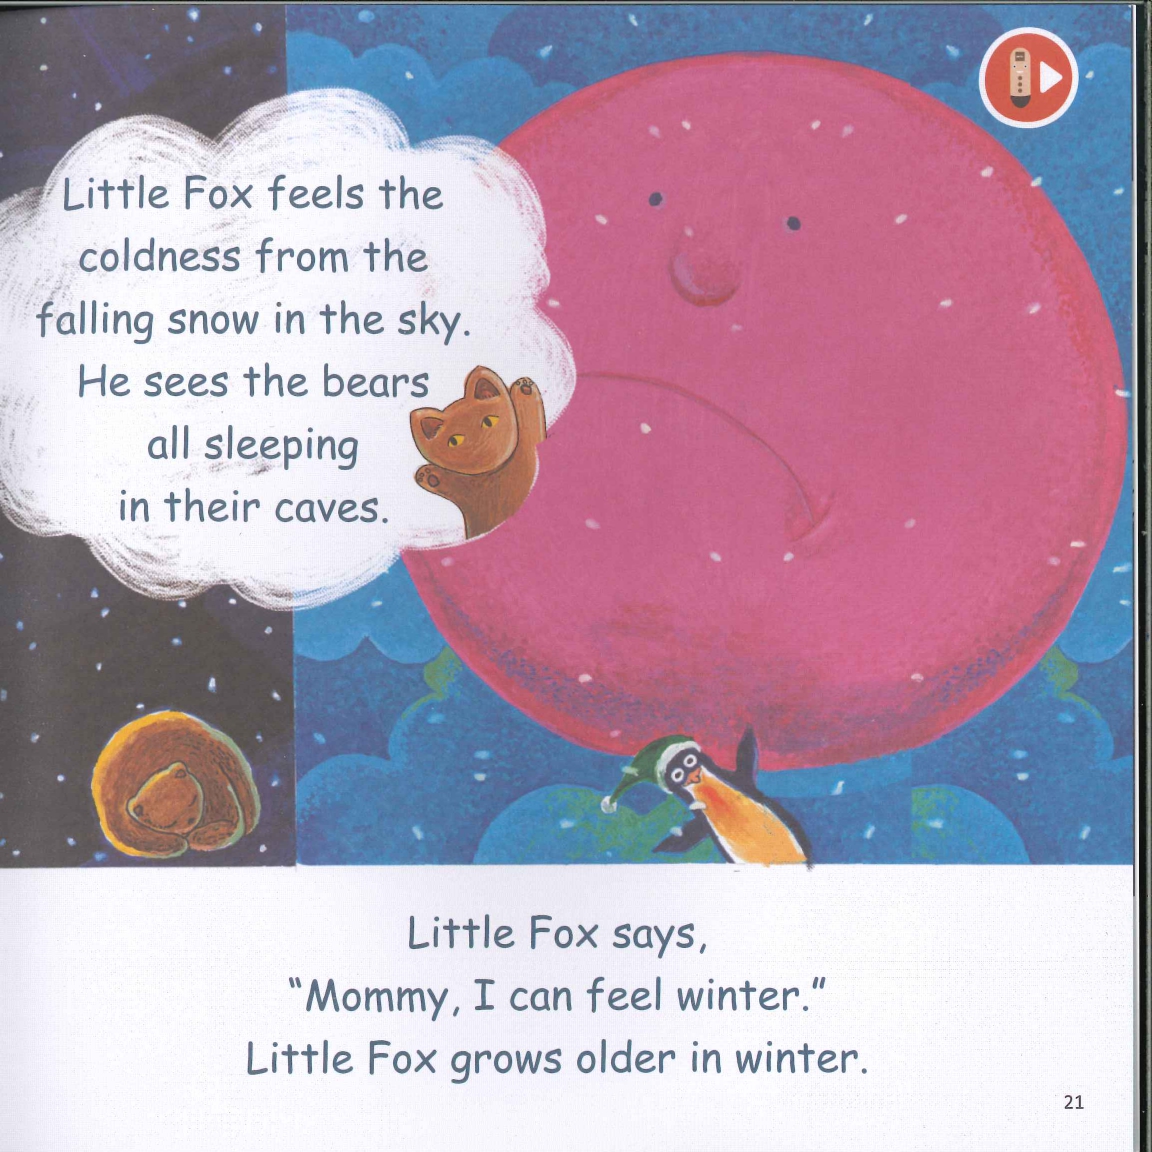 Little Fox feels the
coldness from the
falling snow in the sky.
He sees the bears
all sleeping
in their caves.
Little Fox says,
“Mommy, I can feel winter.”
Little Fox grows older in winter.
21